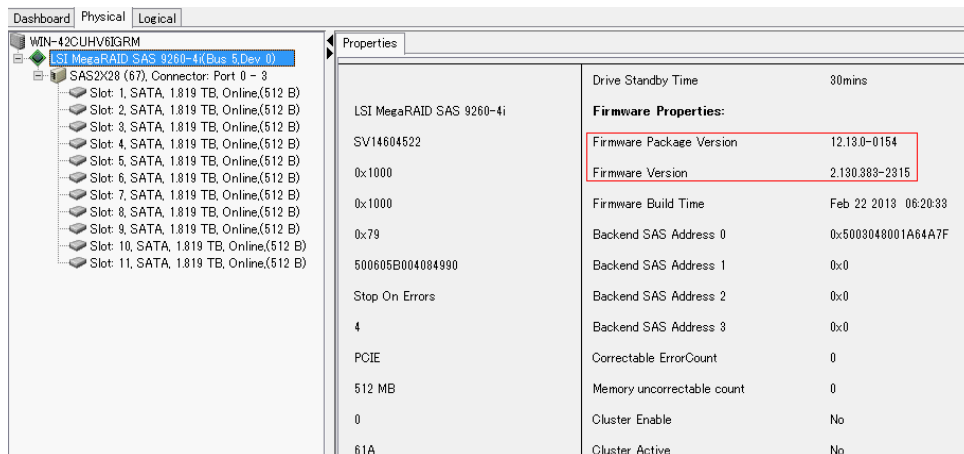 Dashboard Physical Logical
WIN-42CUHV6IGRM
LSI MegaRAID SAS 9260-4i(Bus 5,Dev 0)
SAS2X28 (67), Connector: Port 0 - 3
Slot: 1, SATA, 1.819 TB, Online,(512 B)
Slot: 2, SATA, 1.819 TB, Online,(512 B)
Slot: 3, SATA, 1.819 TB, Online,(512 B)
Slot: 4, SATA, 1.819 TB, Online,(512 B)
Slot: 5, SATA, 1.819 TB, Online,(512 B)
Slot: 6, SATA, 1.819 TB, Online,(512 B)
Slot: 7, SATA, 1.819 TB, Online,(512 B)
Slot: 8, SATA, 1.819 TB, Online,(512 B)
Slot: 9, SATA, 1.819 TB, Online,(512 B)
Slot: 10, SATA, 1.819 TB, Online,(512 B)
Slot: 11, SATA, 1.819 TB, Online,(512 B)
Properties
Drive Standby Time 30mins
LSI MegaRAID SAS 9260-4i Firmware Properties:
SV14604522 Firmware Package Version 12.13.0-0154
0x1000 Firmware Version 2.130.383-2315
0x1000 Firmware Build Time Feb 22 2013 06:20:33
0x79 Backend SAS Address 0 0x5003048001A64A7F
500605B004084990 Backend SAS Address 1 0x0
Stop On Errors Backend SAS Address 2 0x0
4 Backend SAS Address 3 0x0
PCIE Correctable ErrorCount 0
512 MB Memory uncorrectable count 0
0 Cluster Enable No
61A Cluster Active No